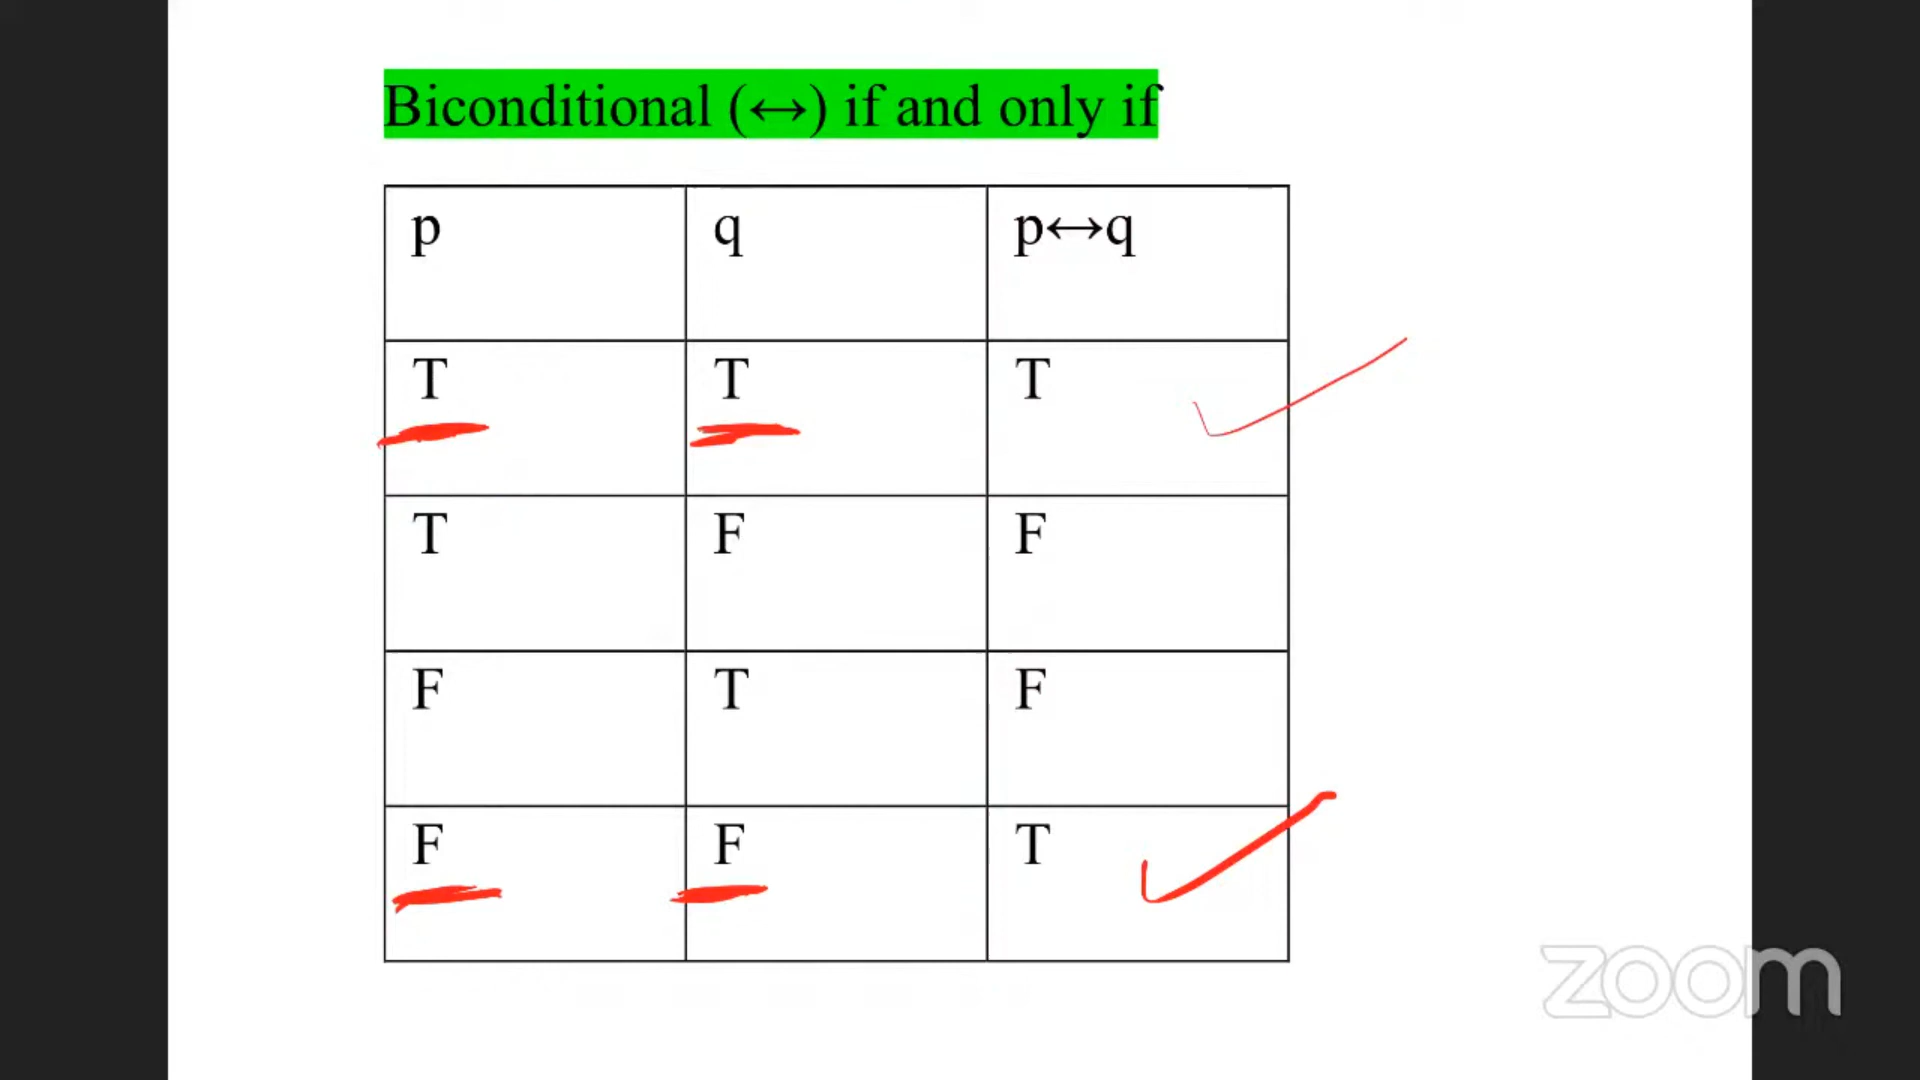 Biconditional (↔) if and only if
p q p↔q
T T T
T F F
F T F
F F T
zoom